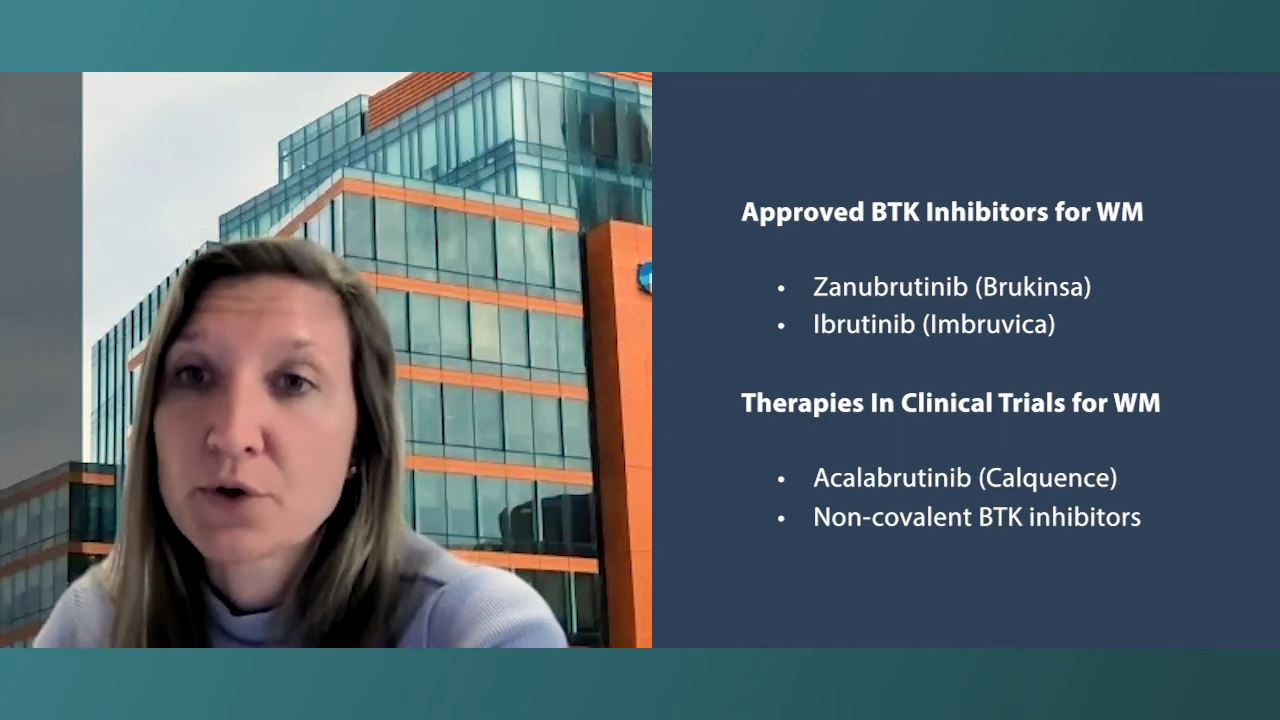 Approved BTK Inhibitors for WM
• Zanubrutinib (Brukinsa)
• Ibrutinib (Imbruvica)
Therapies In Clinical Trials for WM
• Acalabrutinib (Calquence)
• Non-covalent BTK inhibitors